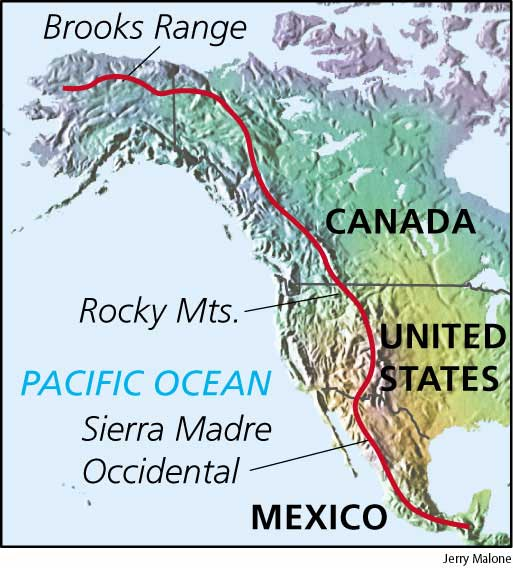 Brooks Range
CANADA
Rocky Mts.
UNITED
STATES
PACIFIC OCEAN
Sierra Madre
Occidental
MEXICO
Jerry Malone